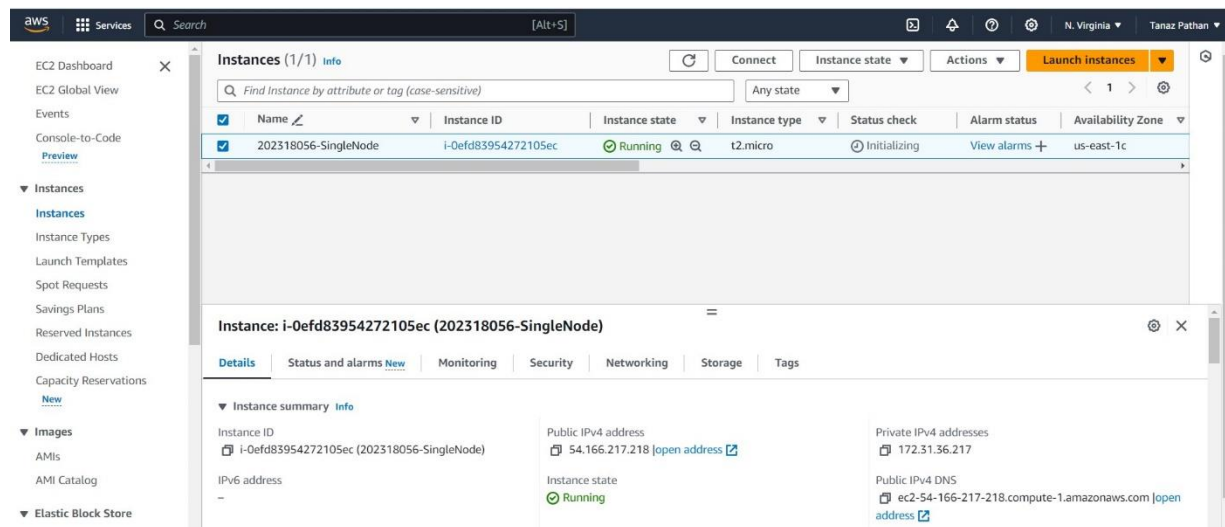 aws Services Search [Alt+S] N. Virginia Tanaz Pathan
EC2 Dashboard
EC2 Global View
Events
Console-to-Code
Preview
Instances
Instances
Instance Types
Launch Templates
Spot Requests
Savings Plans
Reserved Instances
Dedicated Hosts
Capacity Reservations
New
Images
AMIs
AMI Catalog
Elastic Block Store
Instances (1/1) Info Connect Instance state Actions Launch instances
Find Instance by attribute or tag (case-sensitive) Any state 1
Name Instance ID Instance state Instance type Status check Alarm status Availability Zone
202318056-SingleNode i-0efd83954272105ec Running t2.micro Initializing View alarms + us-east-1c
Instance: i-0efd83954272105ec (202318056-SingleNode)
Details Status and alarms New Monitoring Security Networking Storage Tags
Instance summary Info
Instance ID Public IPv4 address Private IPv4 addresses
i-0efd83954272105ec (202318056-SingleNode) 54.166.217.218 |open address 172.31.36.217
IPv6 address Instance state Public IPv4 DNS
– Running ec2-54-166-217-218.compute-1.amazonaws.com |open
address